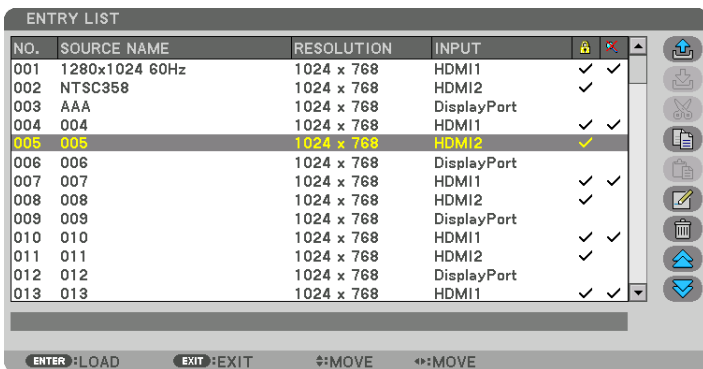 ENTRY LIST
NO. SOURCE NAME RESOLUTION INPUT
001 1280x1024 60Hz 1024 x 768 HDMI1
002 NTSC358 1024 x 768 HDMI2
003 AAA 1024 x 768 DisplayPort
004 004 1024 x 768 HDMI1
005 005 1024 x 768 HDMI2
006 006 1024 x 768 DisplayPort
007 007 1024 x 768 HDMI1
008 008 1024 x 768 HDMI2
009 009 1024 x 768 DisplayPort
010 010 1024 x 768 HDMI1
011 011 1024 x 768 HDMI2
012 012 1024 x 768 DisplayPort
013 013 1024 x 768 HDMI1
ENTER :LOAD EXIT :EXIT :MOVE :MOVE